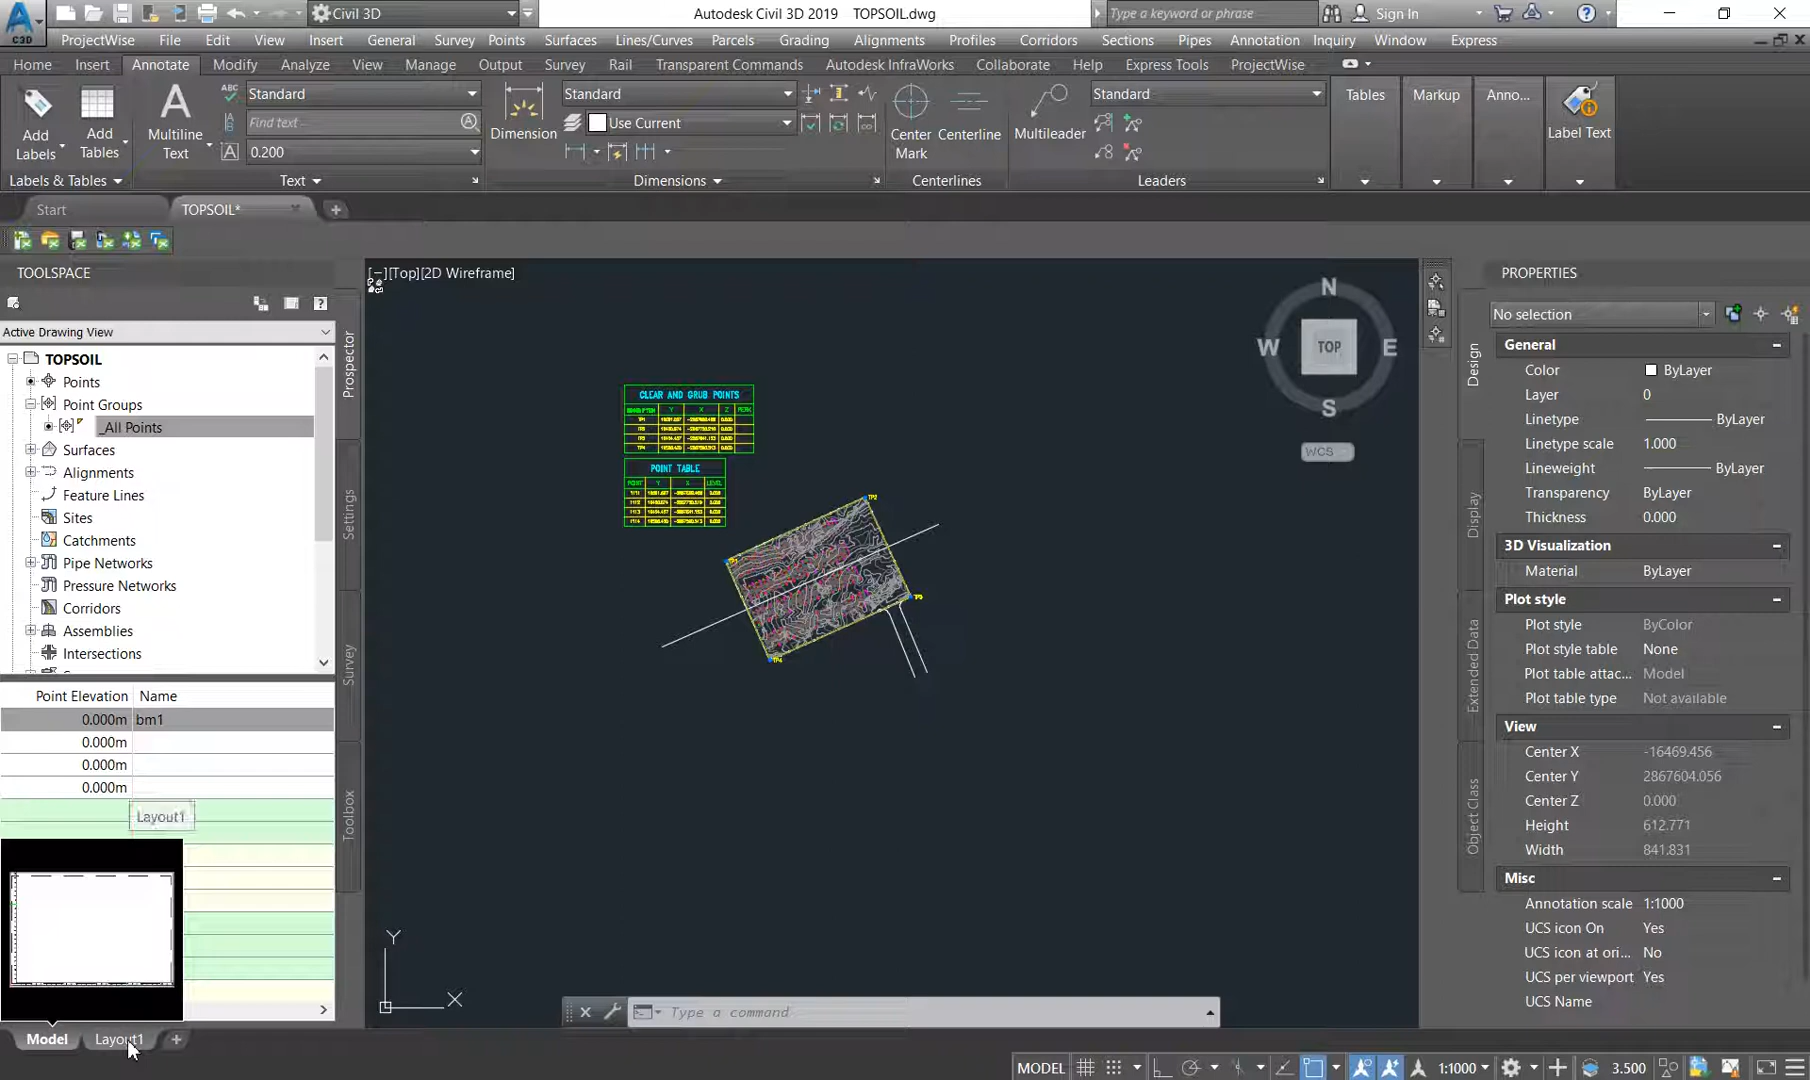 Civil 3D
Autodesk Civil 3D 2019 TOPSOIL.dwg
Type a keyword or phrase
Sign In
C3D
ProjectWise File Edit View Insert General Survey Points Surfaces Lines/Curves Parcels Grading Alignments Profiles Corridors Sections Pipes Annotation Inquiry Window Express
Home Insert Annotate Modify Analyze View Manage Output Survey Rail Transparent Commands Autodesk InfraWorks Collaborate Help Express Tools ProjectWise
Add Labels
Add Tables
Labels & Tables
Multiline Text
ABC
Standard
Find text
0.200
Text
Dimension
Standard
Use Current
Dimensions
Center Mark
Centerline
Centerlines
Multileader
Standard
Leaders
Tables
Markup
Anno...
Label Text
Start
TOPSOIL*
TOOLSPACE
Active Drawing View
TOPSOIL
Points
Point Groups
_All Points
Surfaces
Alignments
Feature Lines
Sites
Catchments
Pipe Networks
Pressure Networks
Corridors
Assemblies
Intersections
Prospector
Settings
Survey
Toolbox
Point Elevation Name
0.000m bm1
0.000m
0.000m
0.000m
Layout1
Model
Layout1
[–][Top][2D Wireframe]
CLEAR AND GRUB POINTS
POINT TABLE
POINT Y X LEVEL
TP2
TP4
N
W TOP E
S
WCS
Y
X
Type a command
PROPERTIES
No selection
Design
Display
Extended Data
Object Class
General
Color ByLayer
Layer 0
Linetype ByLayer
Linetype scale 1.000
Lineweight ByLayer
Transparency ByLayer
Thickness 0.000
3D Visualization
Material ByLayer
Plot style
Plot style ByColor
Plot style table None
Plot table attac... Model
Plot table type Not available
View
Center X -16469.456
Center Y 2867604.056
Center Z 0.000
Height 612.771
Width 841.831
Misc
Annotation scale 1:1000
UCS icon On Yes
UCS icon at ori... No
UCS per viewport Yes
UCS Name
MODEL
1:1000
3.500